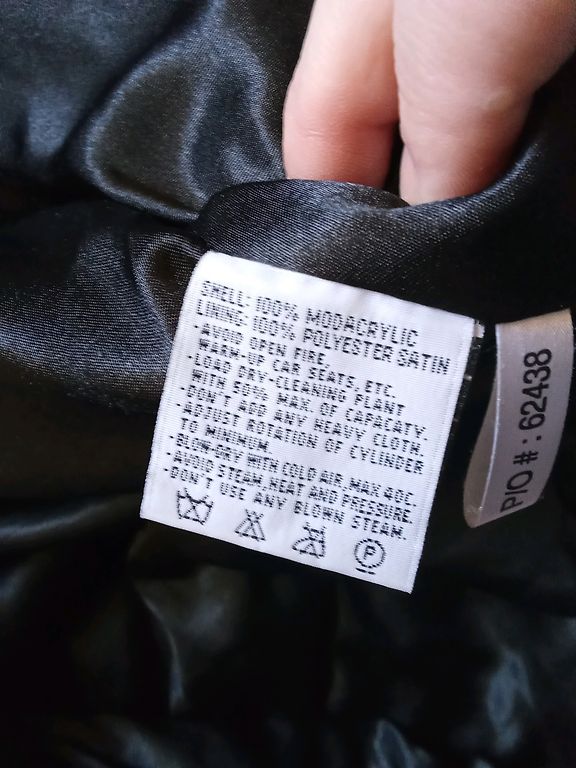 SHELL: 100% MODACRYLIC
LINING: 100% POLYESTER SATIN
-AVOID OPEN FIRE,
WARM-UP CAR SEATS, ETC.
-LOAD DRY-CLEANING PLANT
WITH 50% MAX. OF CAPACATY.
-DON'T ADD ANY HEAVY CLOTH.
-ADTUST ROTATION OF CYLINDER
TO MINIMUM.
-BLOW-DRY WITH COLD AIR MAX 40C.
-AVOID STEAM, HEAT AND PRESSURE.
-DON'T USE ANY BLOWN STEAM.
P
P/O # : 62438